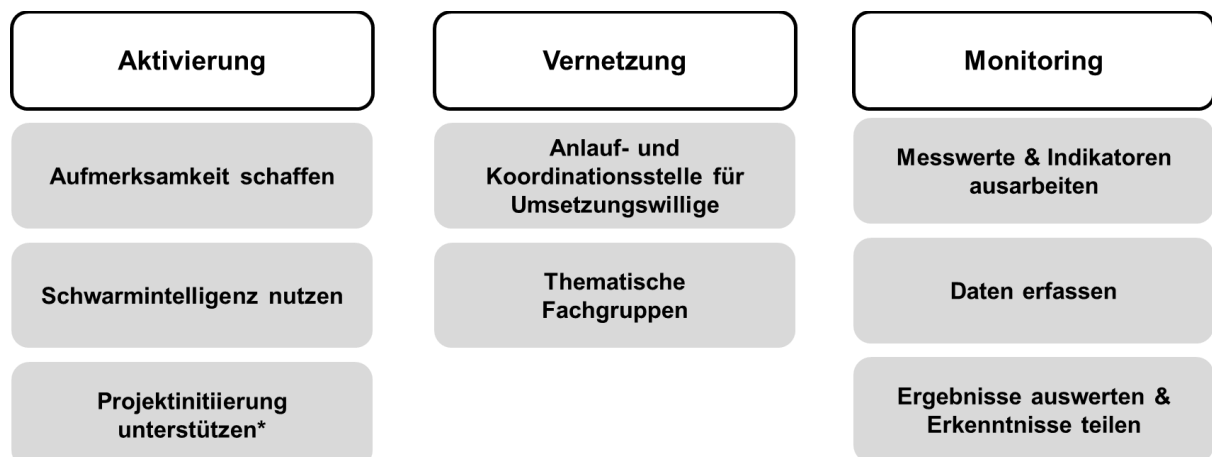 Aktivierung
Aufmerksamkeit schaffen
Schwarmintelligenz nutzen
Projektinitiierung
unterstützen*
Vernetzung
Anlauf- und
Koordinationsstelle für
Umsetzungswillige
Thematische
Fachgruppen
Monitoring
Messwerte & Indikatoren
ausarbeiten
Daten erfassen
Ergebnisse auswerten &
Erkenntnisse teilen